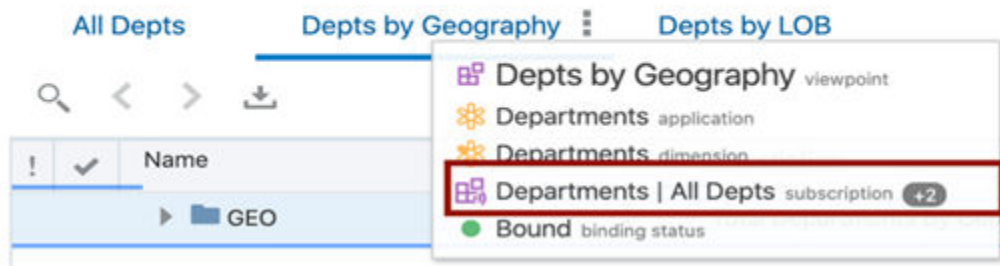 All Depts Depts by Geography Depts by LOB
Depts by Geography viewpoint
Departments application
! Name
Departments dimension
Departments | All Depts subscription +2
GEO
Bound binding status